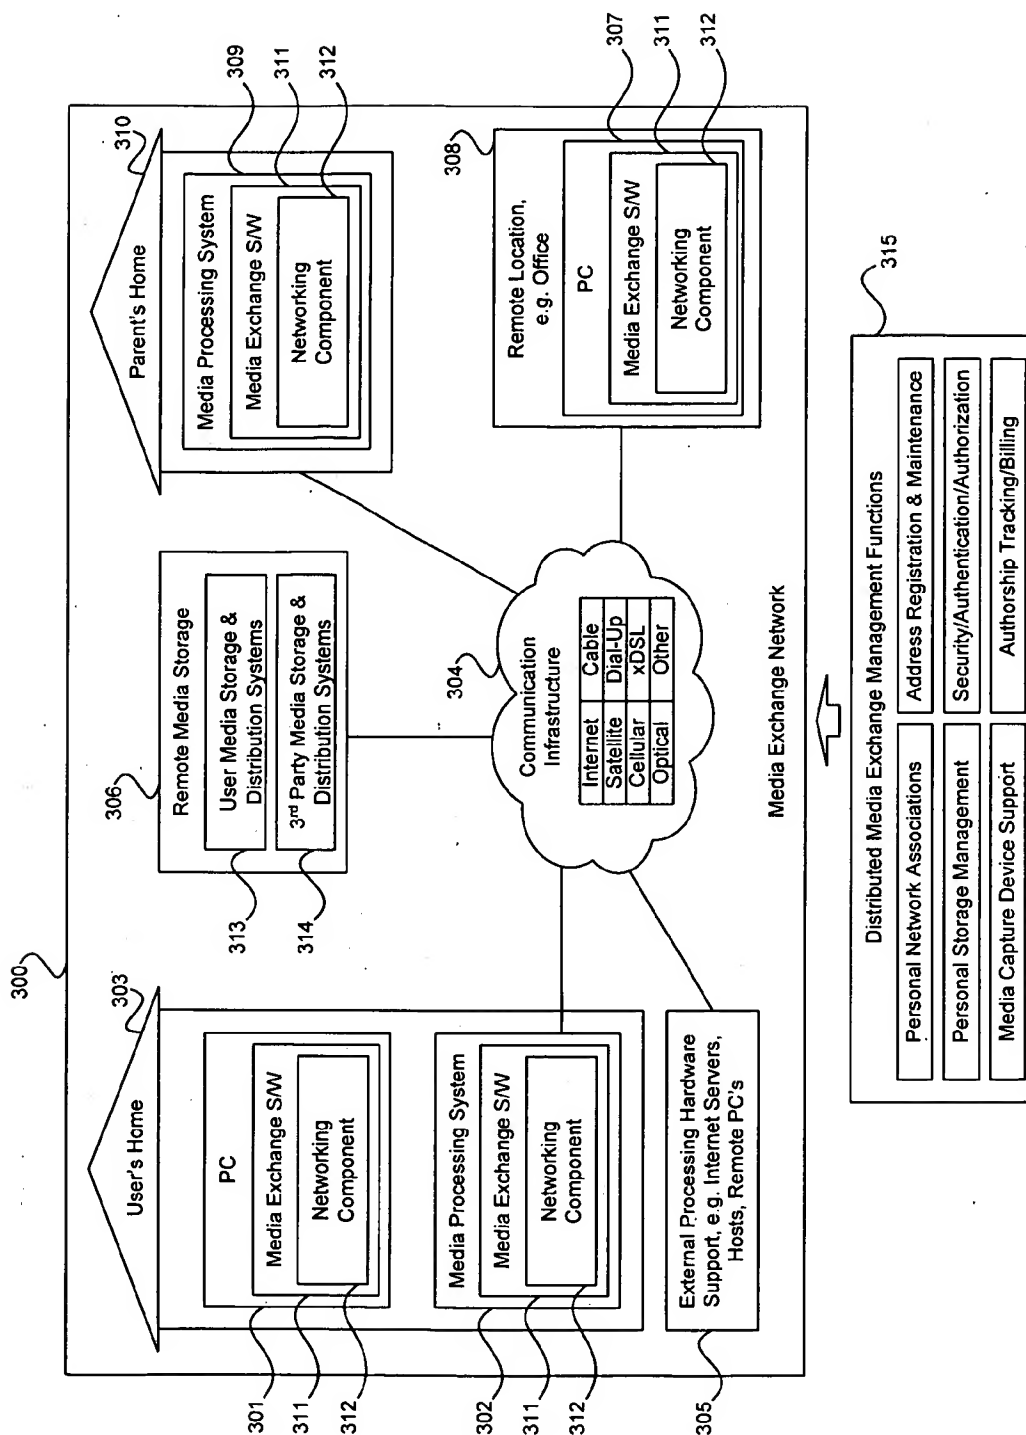 300
303
User's Home
PC
Media Exchange S/W
Networking
Component
Media Processing System
Media Exchange S/W
Networking
Component
301
311
312
302
311
312
External Processing Hardware
Support, e.g. Internet Servers,
Hosts, Remote PC's
305
306
Remote Media Storage
User Media Storage &
Distribution Systems
3rd Party Media Storage &
Distribution Systems
313
314
304
Communication
Infrastructure
Internet
Cable
Satellite
Dial-Up
Cellular
xDSL
Optical
Other
310
Parent's Home
Media Processing System
Media Exchange S/W
Networking
Component
309
311
312
308
Remote Location,
e.g. Office
PC
Media Exchange S/W
Networking
Component
307
311
312
Media Exchange Network
315
Distributed Media Exchange Management Functions
Personal Network Associations
Address Registration & Maintenance
Personal Storage Management
Security/Authentication/Authorization
Media Capture Device Support
Authorship Tracking/Billing